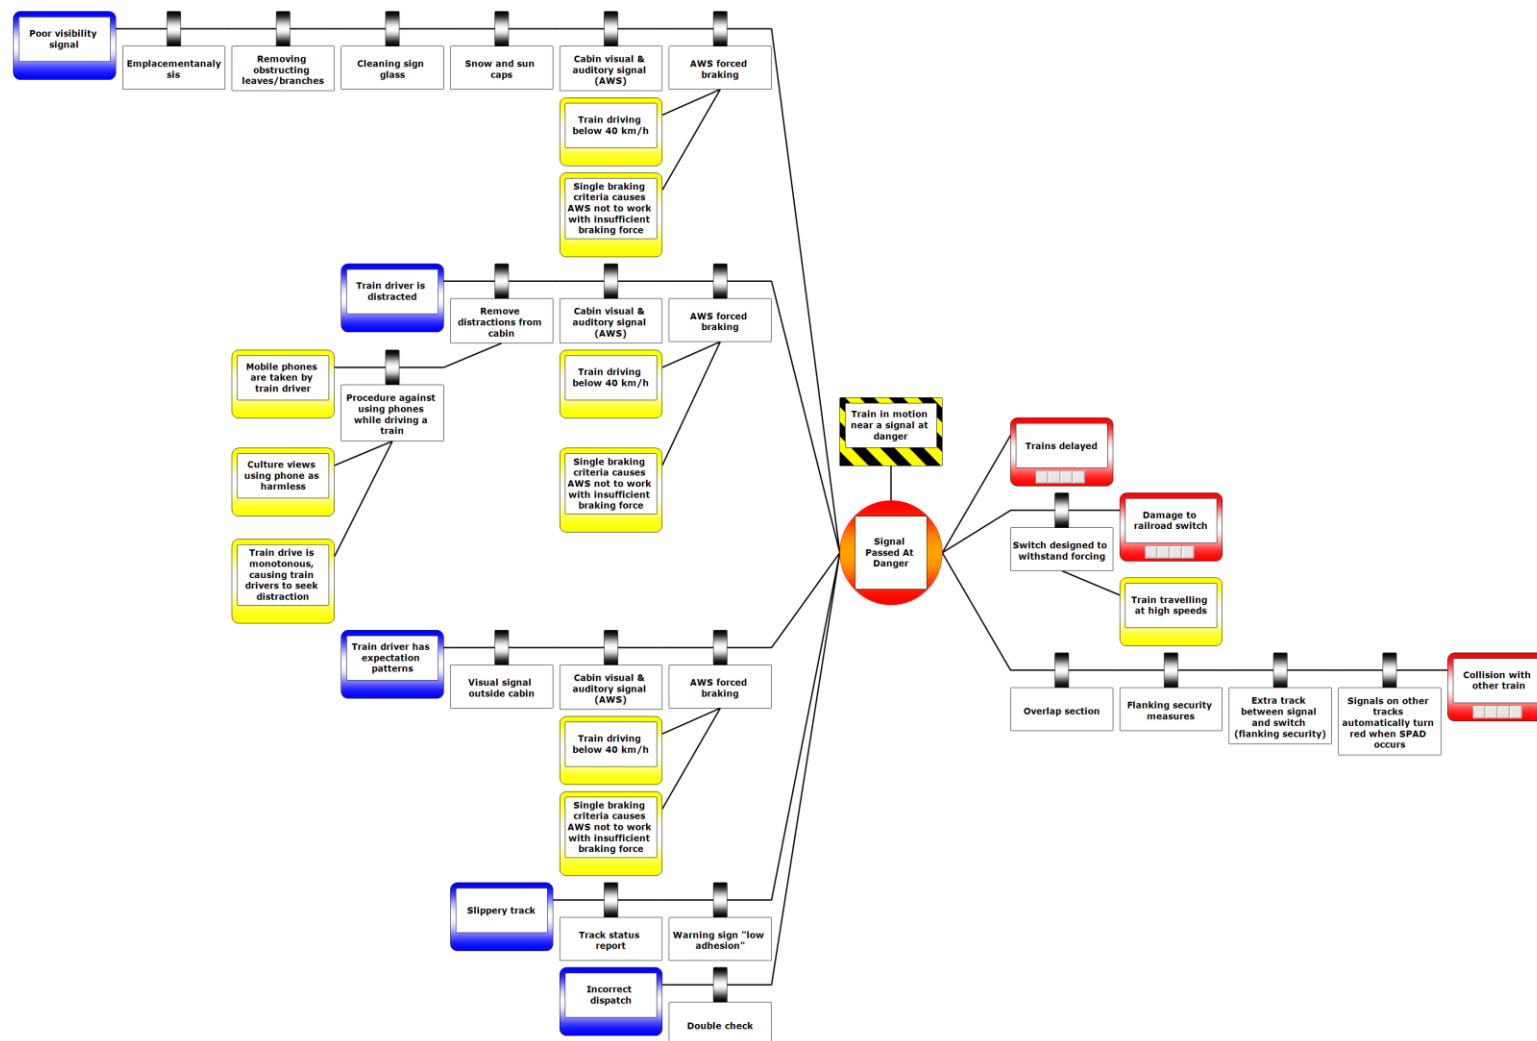 Poor visibility
signal
Emplacementanaly
sis
Removing
obstructing
leaves/branches
Cleaning sign
glass
Snow and sun
caps
Cabin visual &
auditory signal
(AWS)
AWS forced
braking
Train driving
below 40 km/h
Single braking
criteria causes
AWS not to work
with insufficient
braking force
Train driver is
distracted
Remove
distractions from
cabin
Cabin visual &
auditory signal
(AWS)
AWS forced
braking
Mobile phones
are taken by
train driver
Procedure against
using phones
while driving a
train
Culture views
using phone as
harmless
Train drive is
monotonous,
causing train
drivers to seek
distraction
Train driving
below 40 km/h
Single braking
criteria causes
AWS not to work
with insufficient
braking force
Train driver has
expectation
patterns
Visual signal
outside cabin
Cabin visual &
auditory signal
(AWS)
AWS forced
braking
Train driving
below 40 km/h
Single braking
criteria causes
AWS not to work
with insufficient
braking force
Slippery track
Track status
report
Warning sign "low
adhesion"
Incorrect
dispatch
Double check
Train in motion
near a signal at
danger
Signal
Passed At
Danger
Trains delayed
Switch designed to
withstand forcing
Damage to
railroad switch
Train travelling
at high speeds
Overlap section
Flanking security
measures
Extra track
between signal
and switch
(flanking security)
Signals on other
tracks
automatically turn
red when SPAD
occurs
Collision with
other train